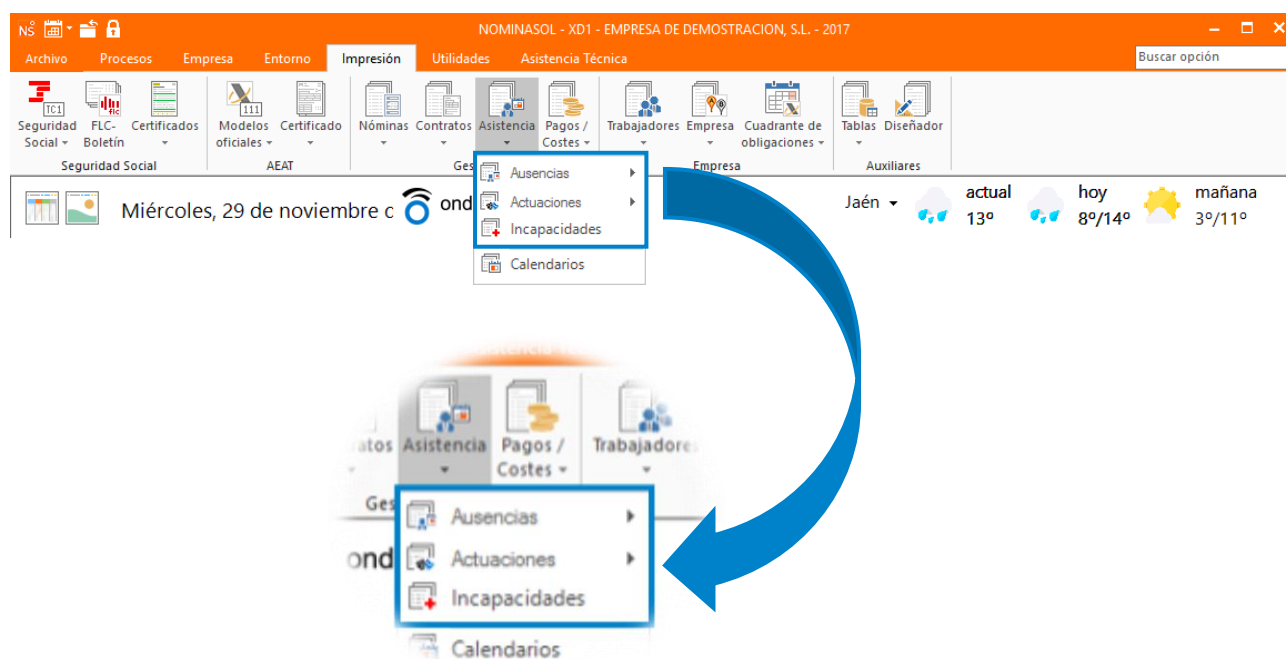 NS
NOMINASOL - XD1 - EMPRESA DE DEMOSTRACION, S.L. - 2017
Archivo Procesos Empresa Entorno Impresión Utilidades Asistencia Técnica
Buscar opción
TC1 flc 111
Seguridad Social
FLC-Boletín
Certificados
Modelos oficiales
Certificado
Nóminas
Contratos
Asistencia
Pagos / Costes
Trabajadores
Empresa
Cuadrante de obligaciones
Tablas
Diseñador
Seguridad Social AEAT Ges Empresa Auxiliares
Ausencias
Actuaciones
Incapacidades
Calendarios
Miércoles, 29 de noviembre
ond
Jaén
actual
13º
hoy
8º/14º
mañana
3º/11º
atos Asistencia Pagos / Costes Trabajadores
Ges
Ausencias
ond
Actuaciones
Incapacidades
Calendarios